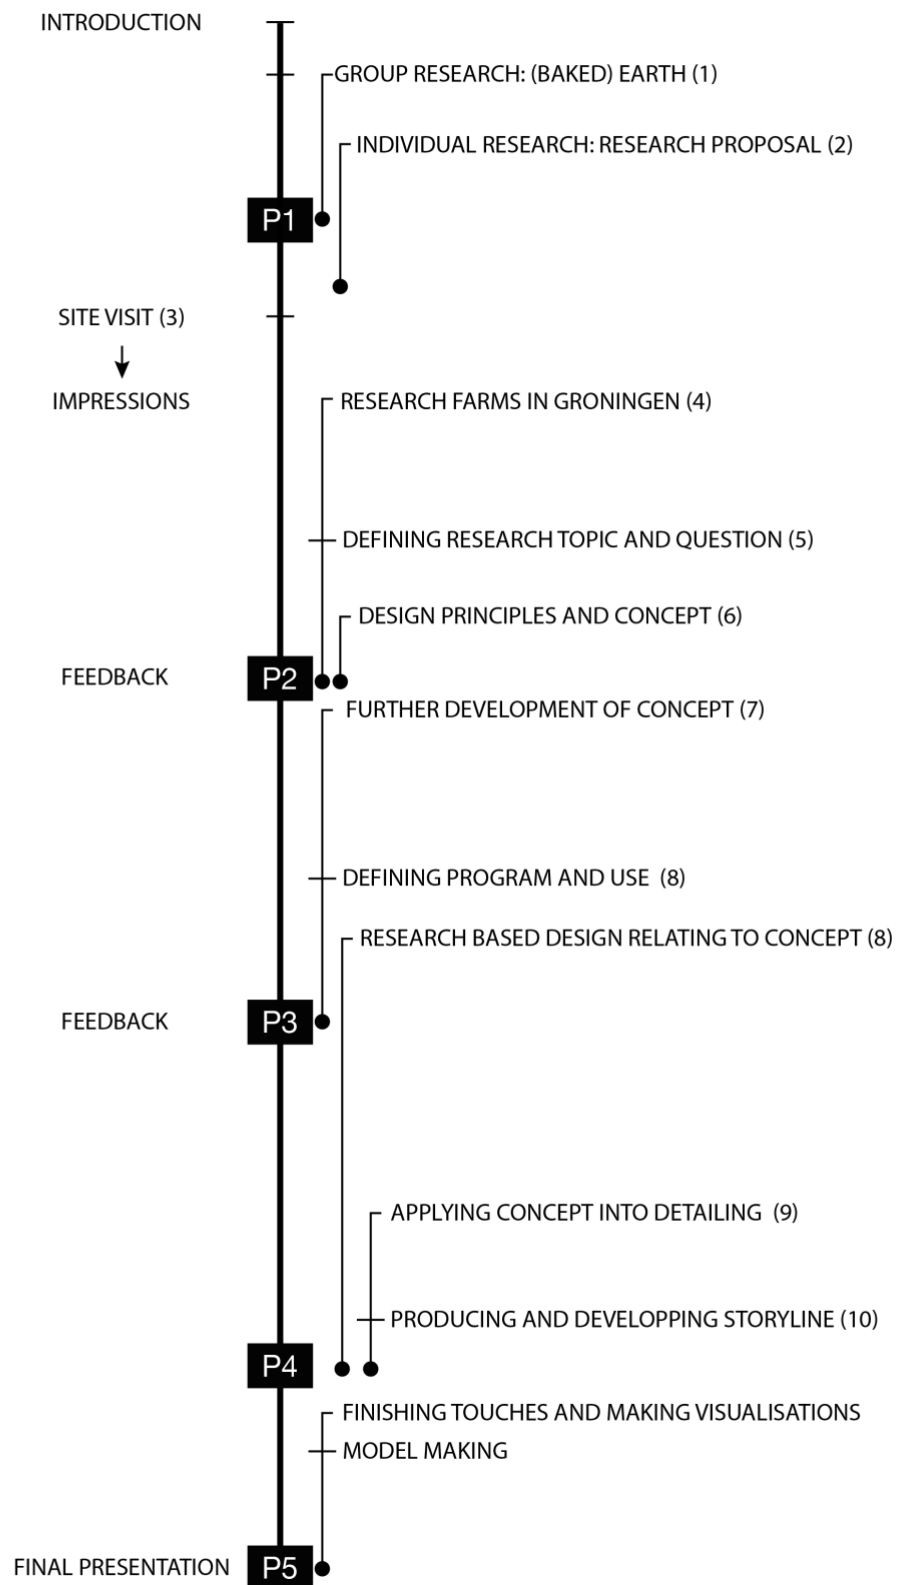 INTRODUCTION
GROUP RESEARCH: (BAKED) EARTH (1)
INDIVIDUAL RESEARCH: RESEARCH PROPOSAL (2)
P1
SITE VISIT (3)
IMPRESSIONS
RESEARCH FARMS IN GRONINGEN (4)
DEFINING RESEARCH TOPIC AND QUESTION (5)
DESIGN PRINCIPLES AND CONCEPT (6)
FEEDBACK
P2
FURTHER DEVELOPMENT OF CONCEPT (7)
DEFINING PROGRAM AND USE (8)
RESEARCH BASED DESIGN RELATING TO CONCEPT (8)
FEEDBACK
P3
APPLYING CONCEPT INTO DETAILING (9)
PRODUCING AND DEVELOPPING STORYLINE (10)
P4
FINISHING TOUCHES AND MAKING VISUALISATIONS
MODEL MAKING
FINAL PRESENTATION
P5